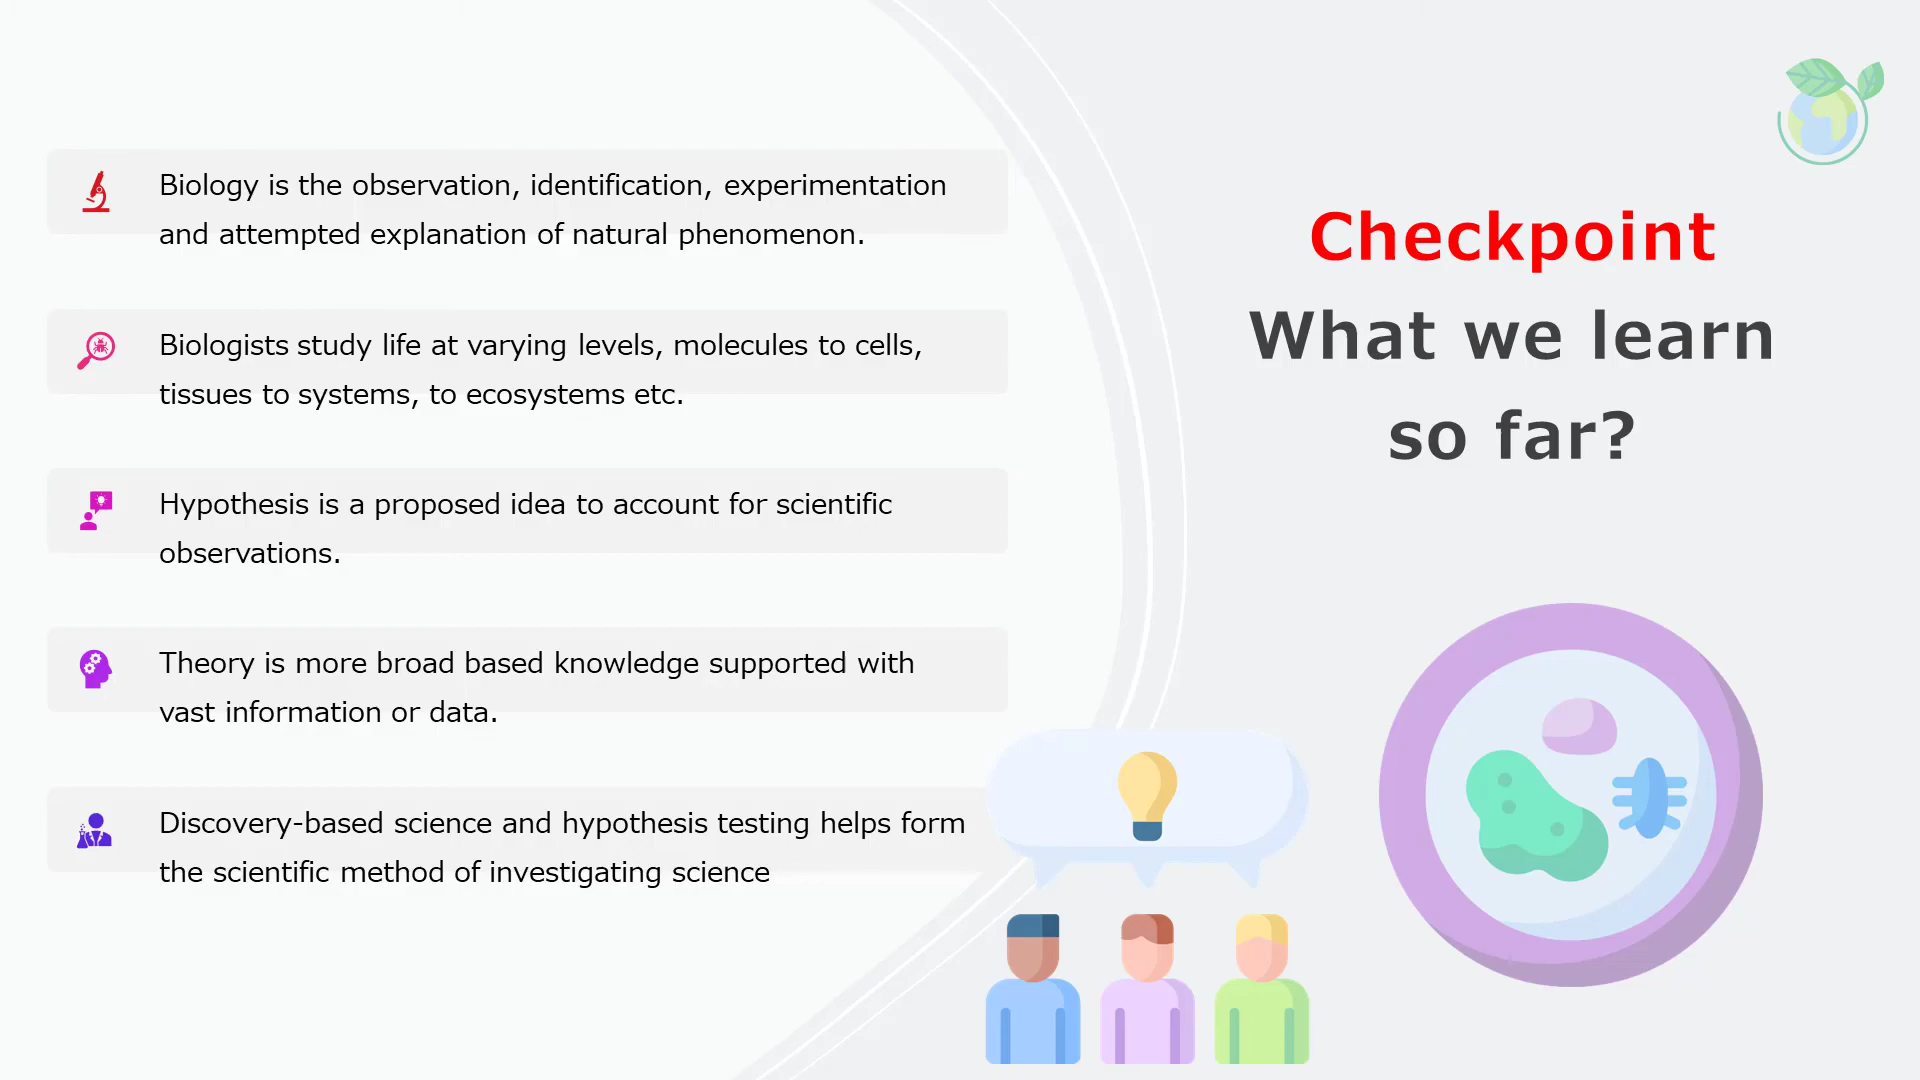 Biology is the observation, identification, experimentation
and attempted explanation of natural phenomenon.
Biologists study life at varying levels, molecules to cells,
tissues to systems, to ecosystems etc.
Hypothesis is a proposed idea to account for scientific
observations.
Theory is more broad based knowledge supported with
vast information or data.
Discovery-based science and hypothesis testing helps form
the scientific method of investigating science
Checkpoint
What we learn
so far?